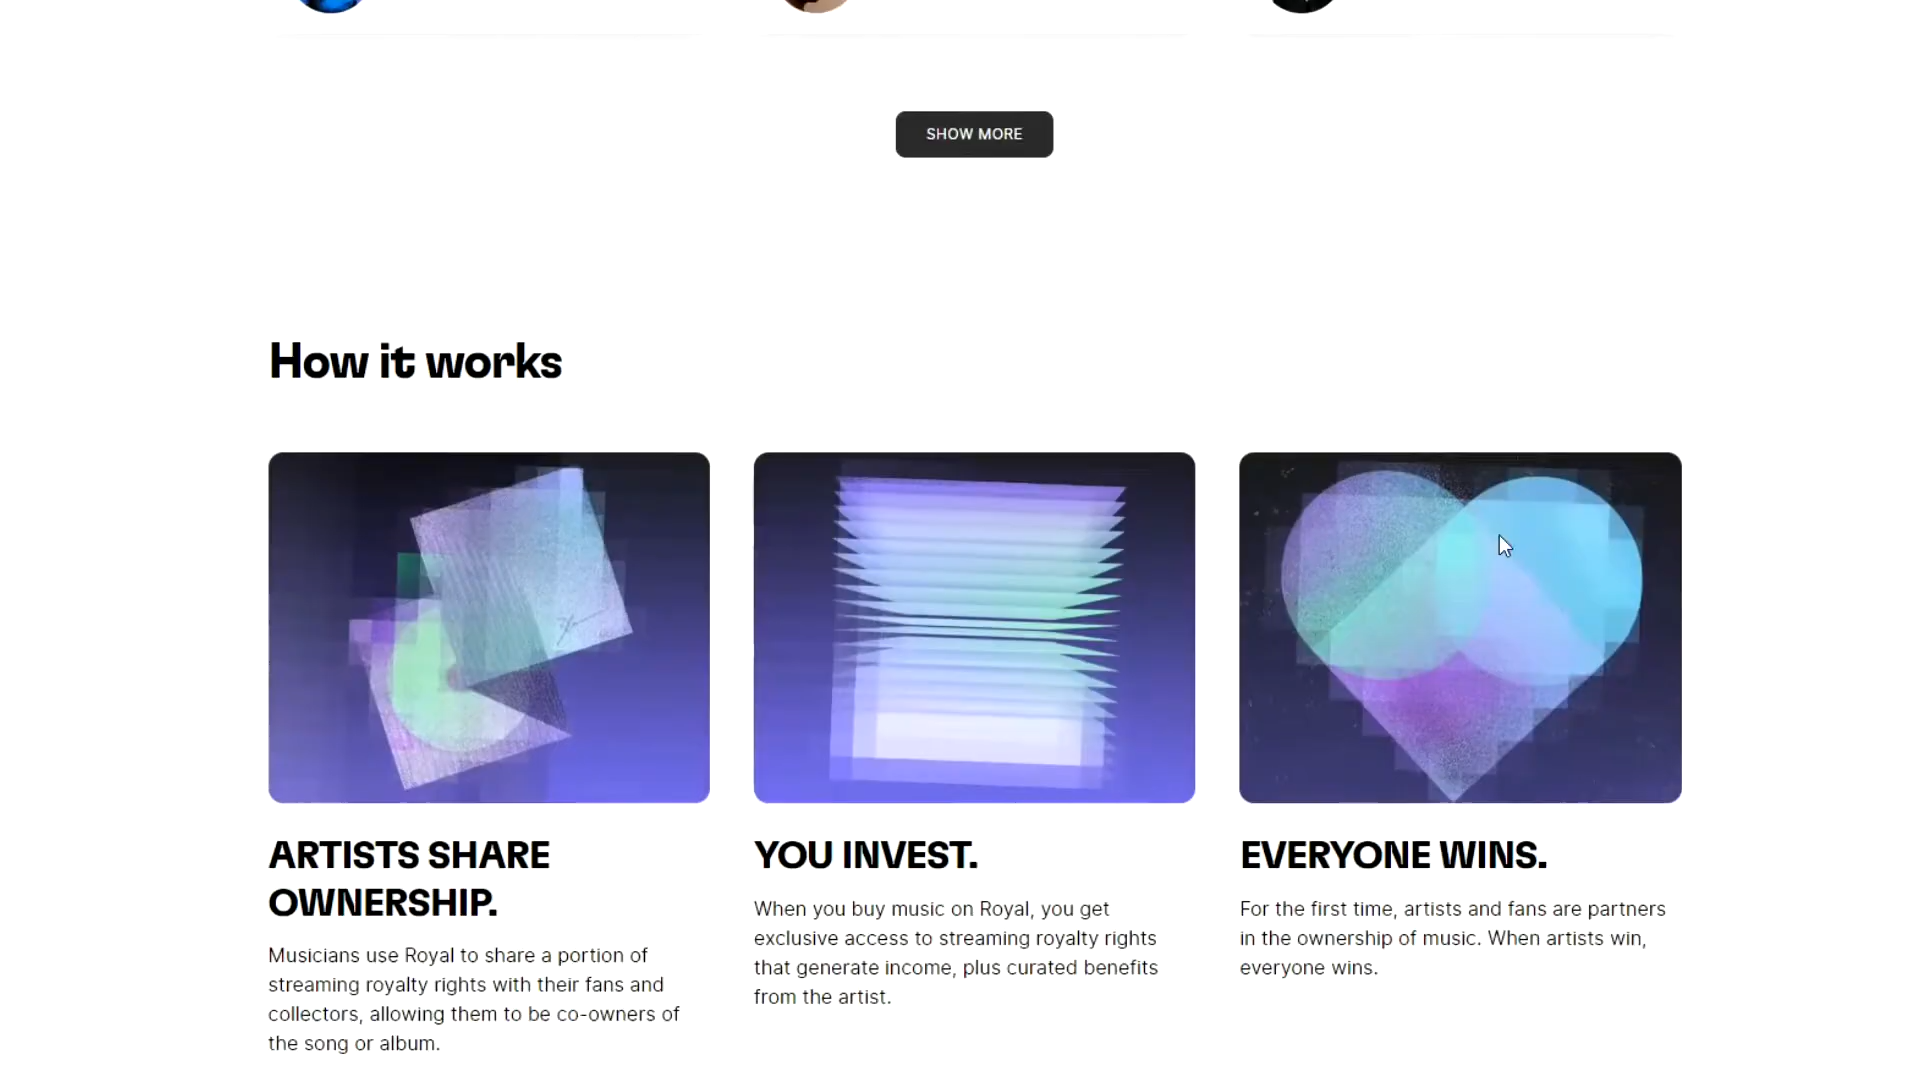 SHOW MORE
How it works
ARTISTS SHARE
OWNERSHIP.
Musicians use Royal to share a portion of
streaming royalty rights with their fans and
collectors, allowing them to be co-owners of
the song or album.
YOU INVEST.
When you buy music on Royal, you get
exclusive access to streaming royalty rights
that generate income, plus curated benefits
from the artist.
EVERYONE WINS.
For the first time, artists and fans are partners
in the ownership of music. When artists win,
everyone wins.